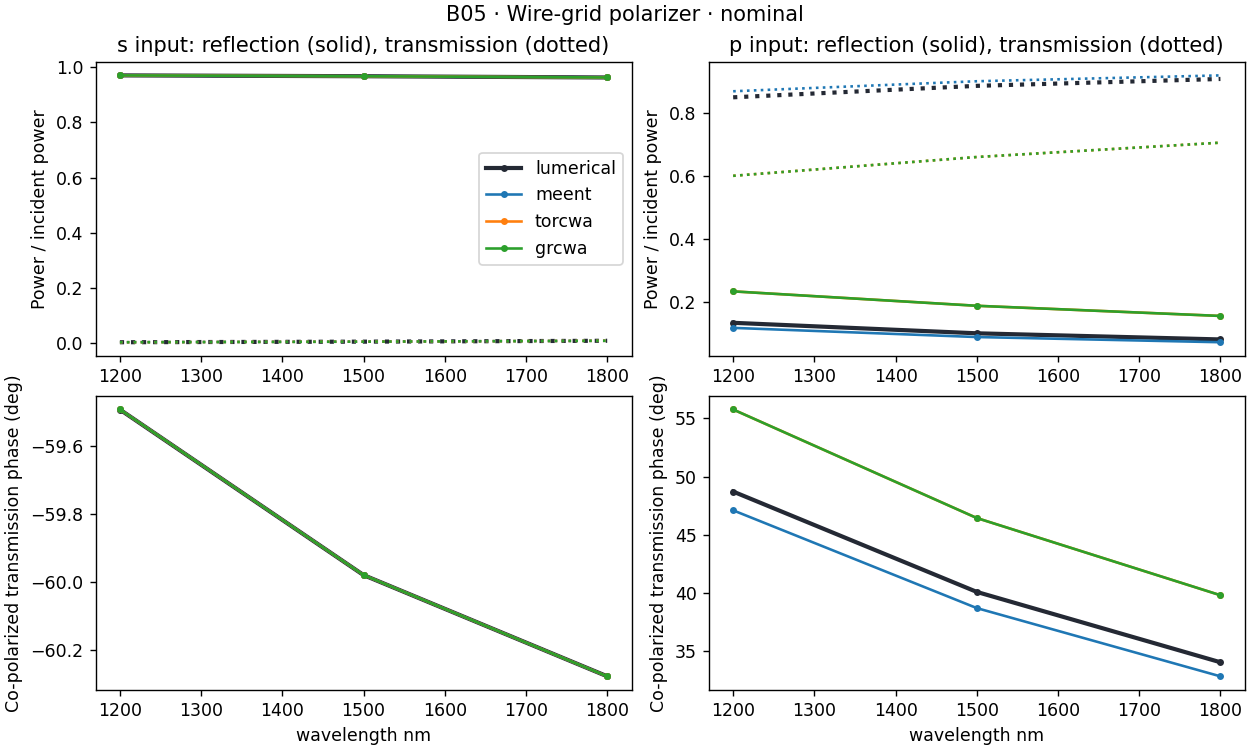 B05 · Wire-grid polarizer · nominal
s input: reflection (solid), transmission (dotted)
Power / incident power
1.0
0.8
0.6
0.4
0.2
0.0
lumerical
meent
torcwa
grcwa
1200 1300 1400 1500 1600 1700 1800
p input: reflection (solid), transmission (dotted)
Power / incident power
0.8
0.6
0.4
0.2
1200 1300 1400 1500 1600 1700 1800
Co-polarized transmission phase (deg)
−59.6
−59.8
−60.0
−60.2
1200 1300 1400 1500 1600 1700 1800
wavelength nm
Co-polarized transmission phase (deg)
55
50
45
40
35
1200 1300 1400 1500 1600 1700 1800
wavelength nm